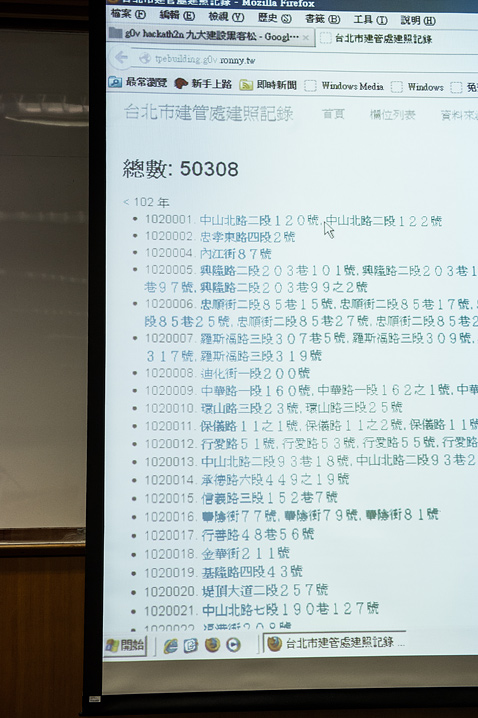 Mozilla Firefox
檔案(F) 編輯(E) 檢視(V) 歷史(S) 書籤(B) 工具(T) 說明(H)
g0v hackath2n 九大建設黑客松 - Googl... × 台北市建管處建照記錄
tpebuilding.g0v.ronny.tw
最常瀏覽 新手上路 即時新聞 Windows Media Windows 免
台北市建管處建照記錄 首頁 欄位列表 資料來
總數: 50308
< 102 年
1020001. 中山北路二段120號, 中山北路二段122號
1020002. 忠孝東路四段2號
1020004. 內江街87號
1020005. 興隆路二段203巷101號, 興隆路二段203巷1
巷97號, 興隆路二段203巷99之2號
1020006. 忠順街二段85巷15號, 忠順街二段85巷17號,
段85巷25號, 忠順街二段85巷27號, 忠順街二段85巷2
1020007. 羅斯福路三段307巷5號, 羅斯福路三段309號,
317號, 羅斯福路三段319號
1020008. 迪化街一段200號
1020009. 中華路一段160號, 中華路一段162之1號, 中華
1020010. 環山路三段23號, 環山路三段25號
1020011. 保儀路11之1號, 保儀路11之2號, 保儀路11號
1020012. 行愛路51號, 行愛路53號, 行愛路55號, 行愛路
1020013. 中山北路二段93巷18號, 中山北路二段93巷2
1020014. 承德路六段449之19號
1020015. 信義路三段152巷7號
1020016. 華陰街77號, 華陰街79號, 華陰街81號
1020017. 行善路48巷56號
1020018. 金華街211號
1020019. 基隆路四段43號
1020020. 堤頂大道二段257號
1020021. 中山北路七段190巷127號
1020022. 208號
開始 台北市建管處建照記錄 ...